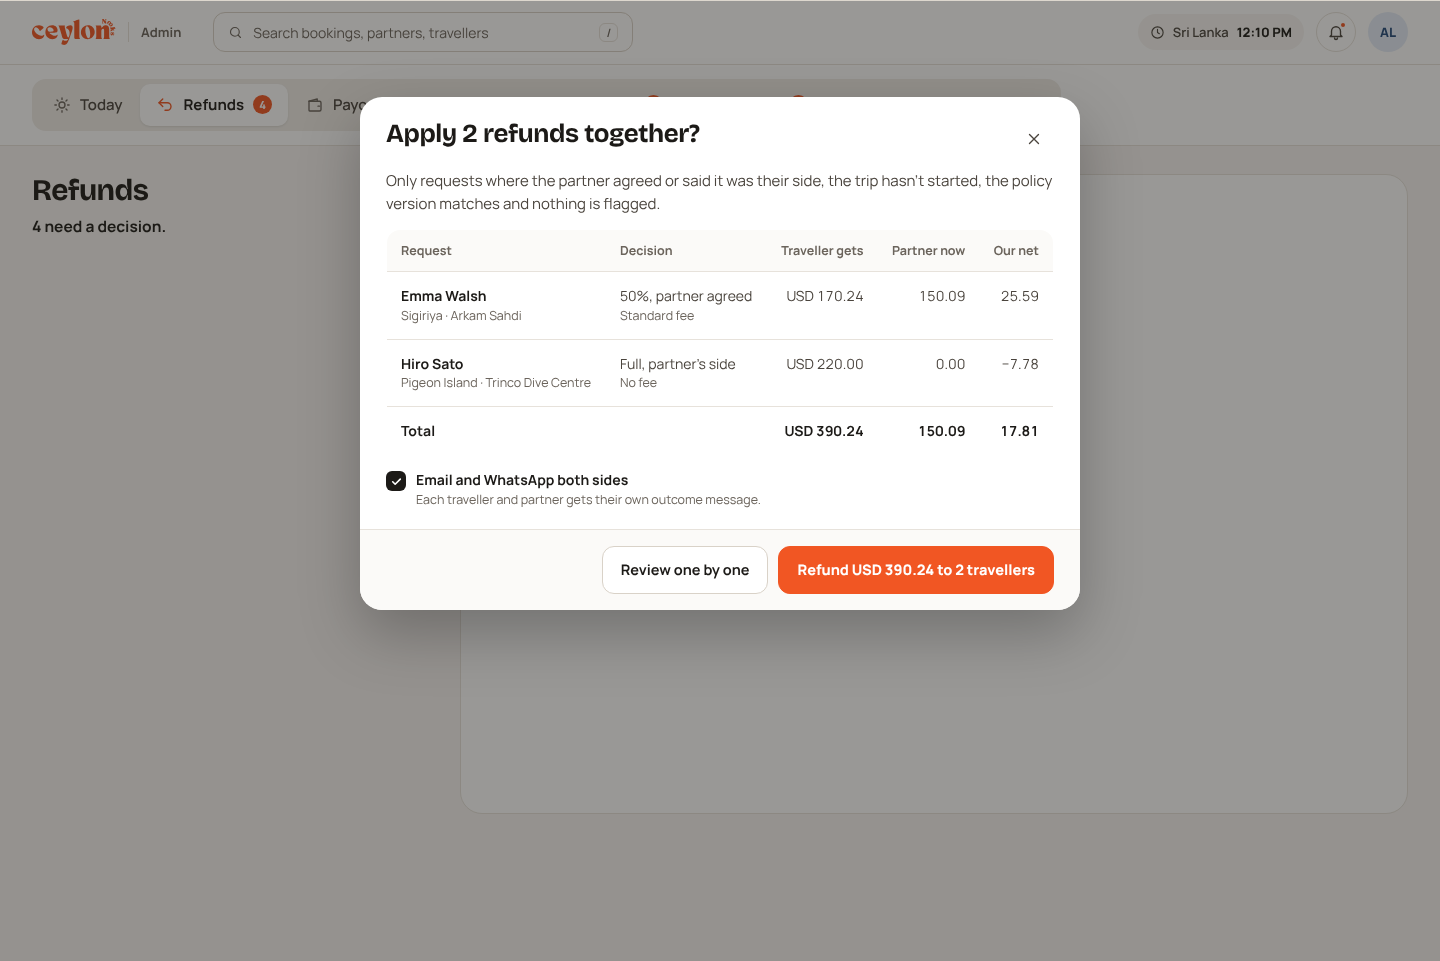 ceylon
Admin
Search bookings, partners, travellers
/
Sri Lanka 12:10 PM
AL
Today
Refunds 4
Refunds
4 need a decision.
Apply 2 refunds together?
Only requests where the partner agreed or said it was their side, the trip hasn't started, the policy
version matches and nothing is flagged.
Request Decision Traveller gets Partner now Our net
Emma Walsh 50%, partner agreed USD 170.24 150.09 25.59
Sigiriya · Arkam Sahdi Standard fee
Hiro Sato Full, partner's side USD 220.00 0.00 −7.78
Pigeon Island · Trinco Dive Centre No fee
Total USD 390.24 150.09 17.81
Email and WhatsApp both sides
Each traveller and partner gets their own outcome message.
Review one by one
Refund USD 390.24 to 2 travellers